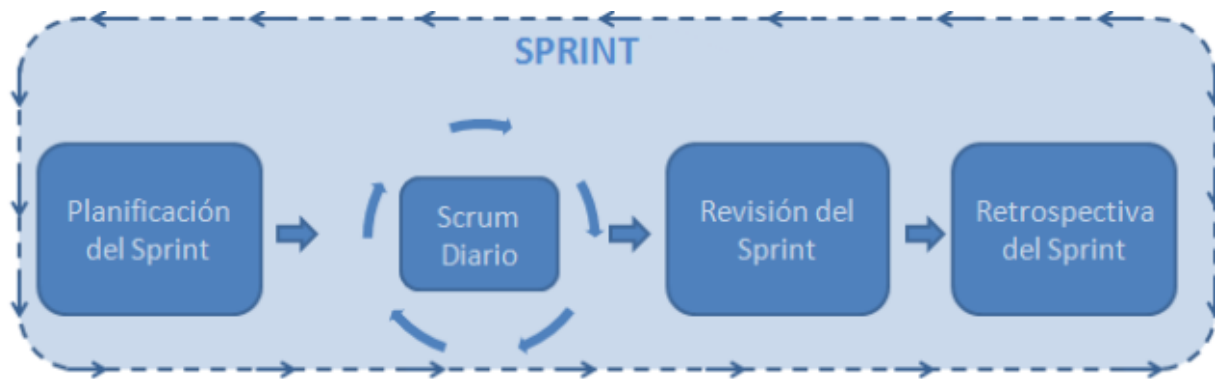 SPRINT
Planificación
del Sprint
Scrum
Diario
Revisión del
Sprint
Retrospectiva
del Sprint